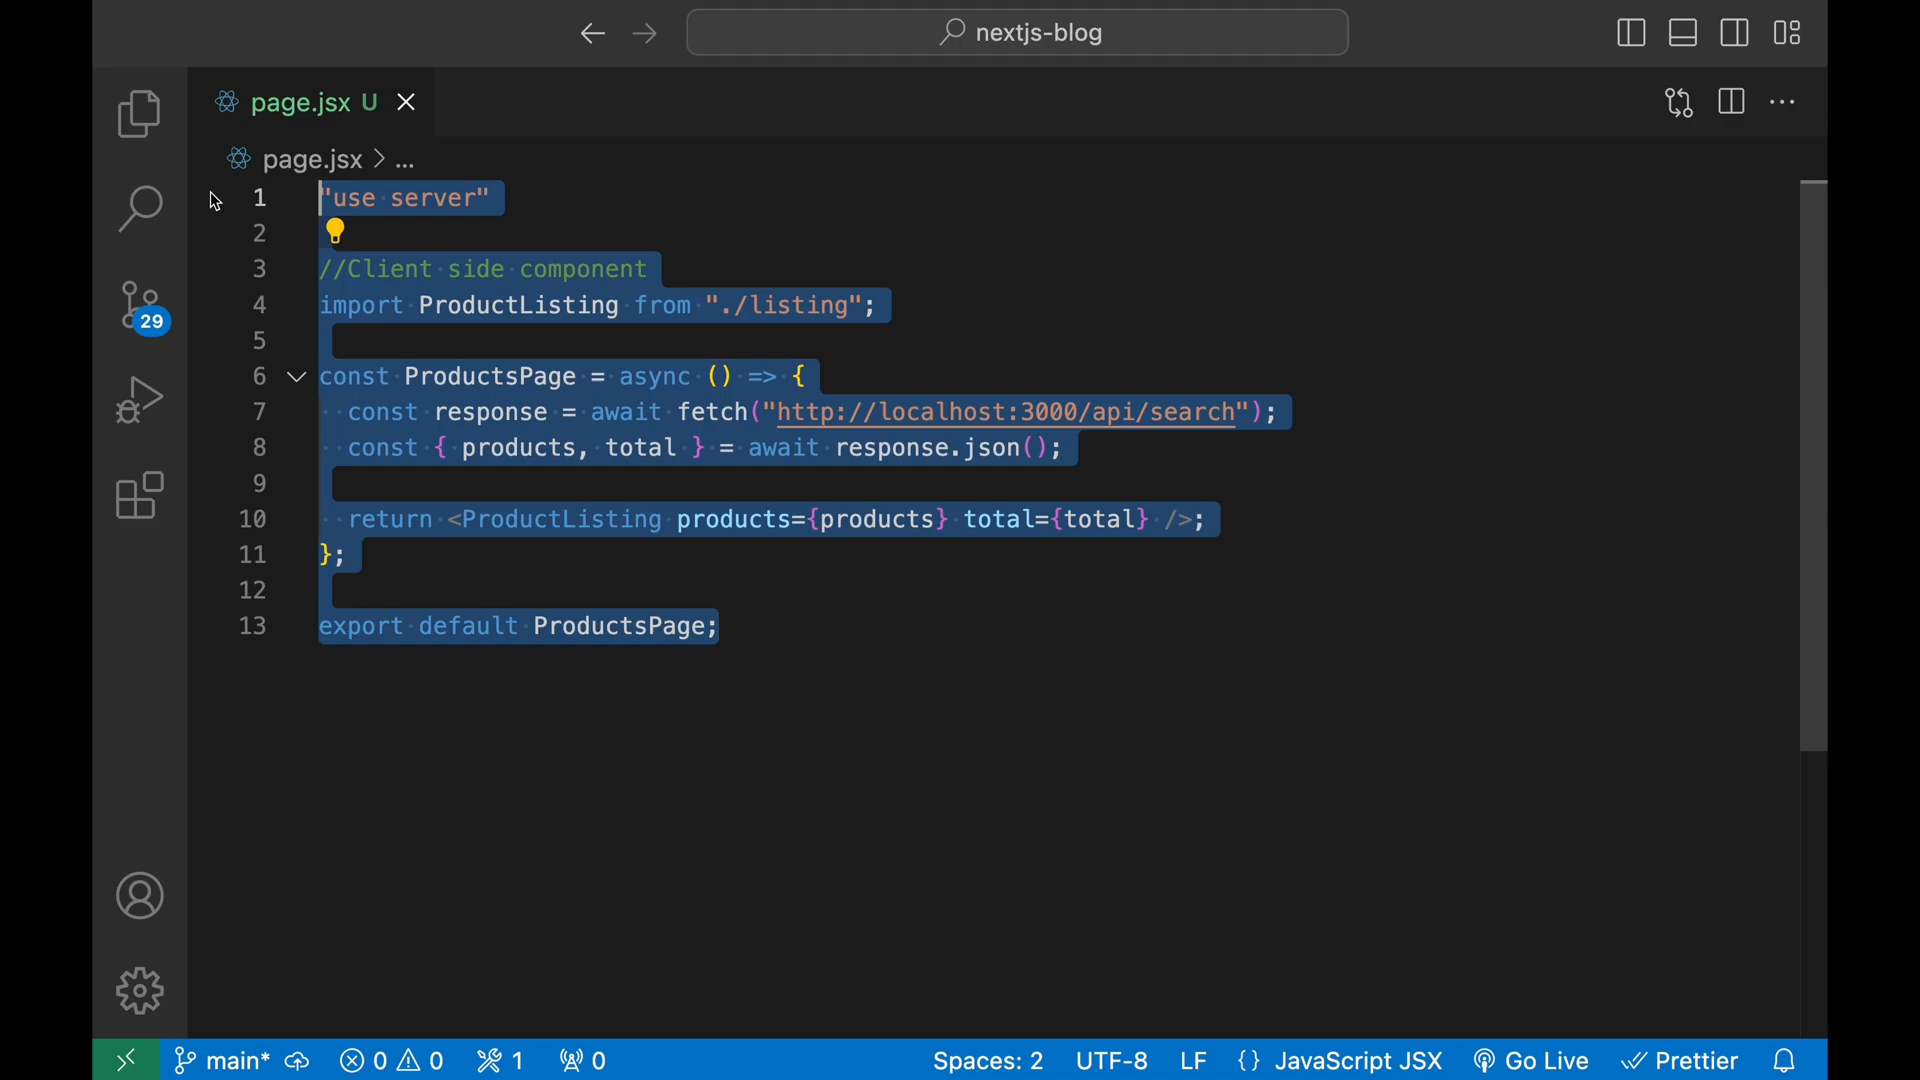 nextjs-blog
page.jsx U
page.jsx > ...
1 "use server"
2
3 //Client side component
4 import ProductListing from "./listing";
5
6 const ProductsPage = async () => {
7 const response = await fetch("http://localhost:3000/api/search");
8 const { products, total } = await response.json();
9
10 return <ProductListing products={products} total={total} />;
11 };
12
13 export default ProductsPage;
29
main* 0 0 1 0 Spaces: 2 UTF-8 LF {} JavaScript JSX Go Live Prettier